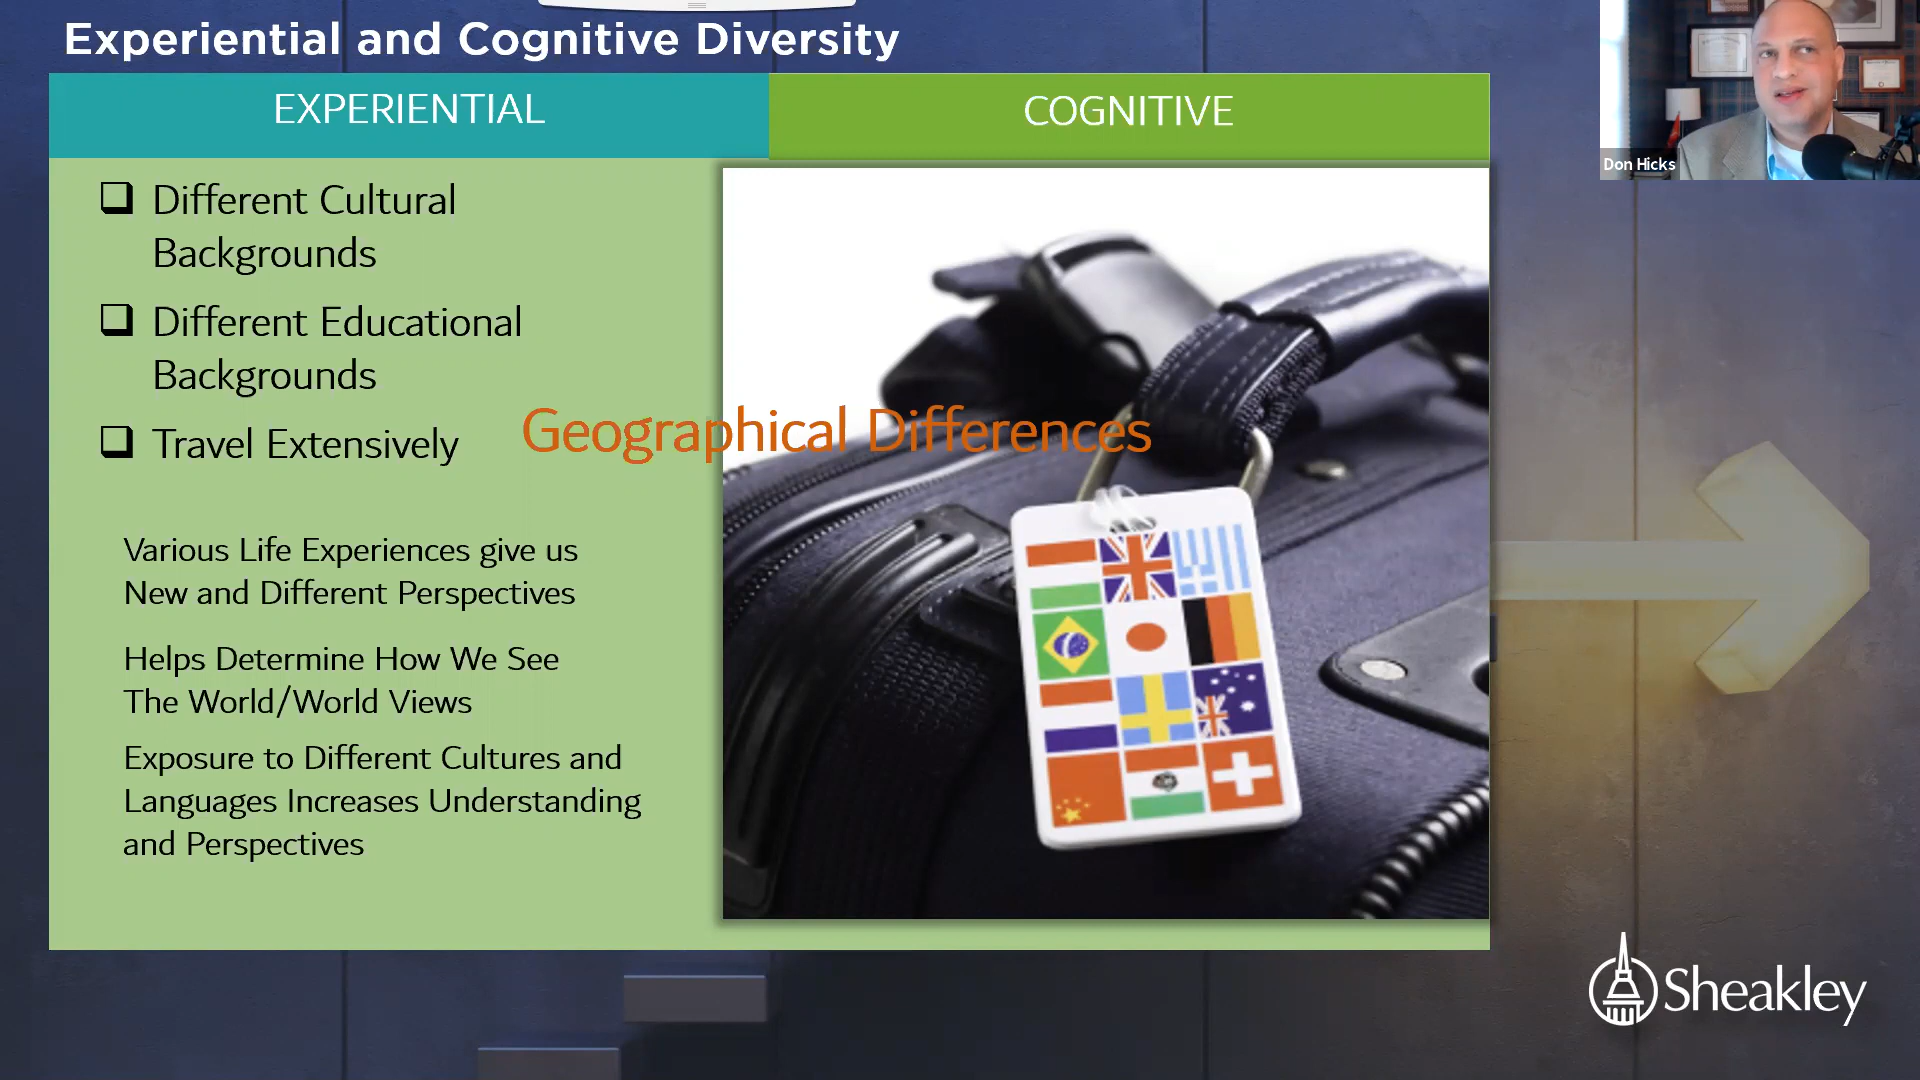 Experiential and Cognitive Diversity
EXPERIENTIAL
COGNITIVE
Different Cultural
Backgrounds
Different Educational
Backgrounds
Travel Extensively
Geographical Differences
Various Life Experiences give us
New and Different Perspectives
Helps Determine How We See
The World/World Views
Exposure to Different Cultures and
Languages Increases Understanding
and Perspectives
Don Hicks
Sheakley